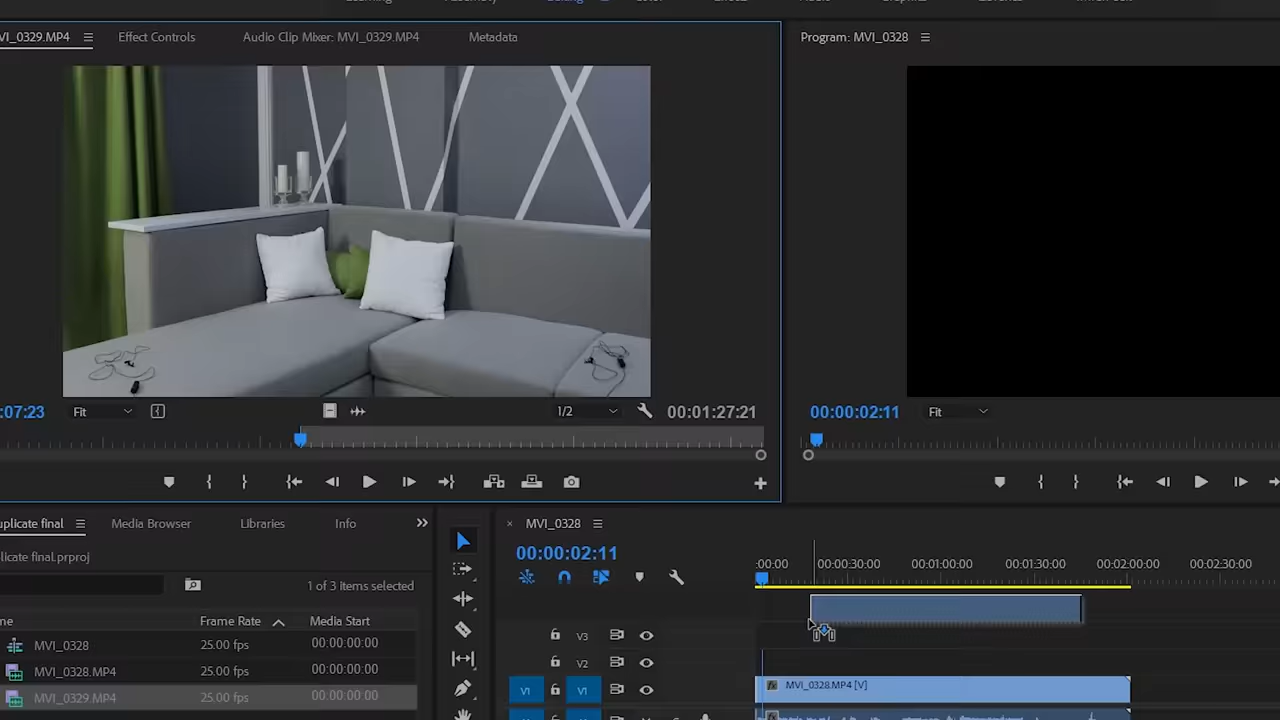 Editing
VI_0329.MP4 Effect Controls Audio Clip Mixer: MVI_0329.MP4 Metadata
Program: MVI_0328
:07:23 Fit 1/2 00:01:27:21
00:00:02:11 Fit
uplicate final Media Browser Libraries Info
licate final.prproj
1 of 3 items selected
me Frame Rate Media Start
MVI_0328 25.00 fps 00:00:00:00
MVI_0328.MP4 25.00 fps 00:00:00:00
MVI_0329.MP4 25.00 fps 00:00:00:00
× MVI_0328
00:00:02:11
:00:00 00:00:30:00 00:01:00:00 00:01:30:00 00:02:00:00 00:02:30:00
V3
V2
V1 V1 fx MVI_0328.MP4 [V]